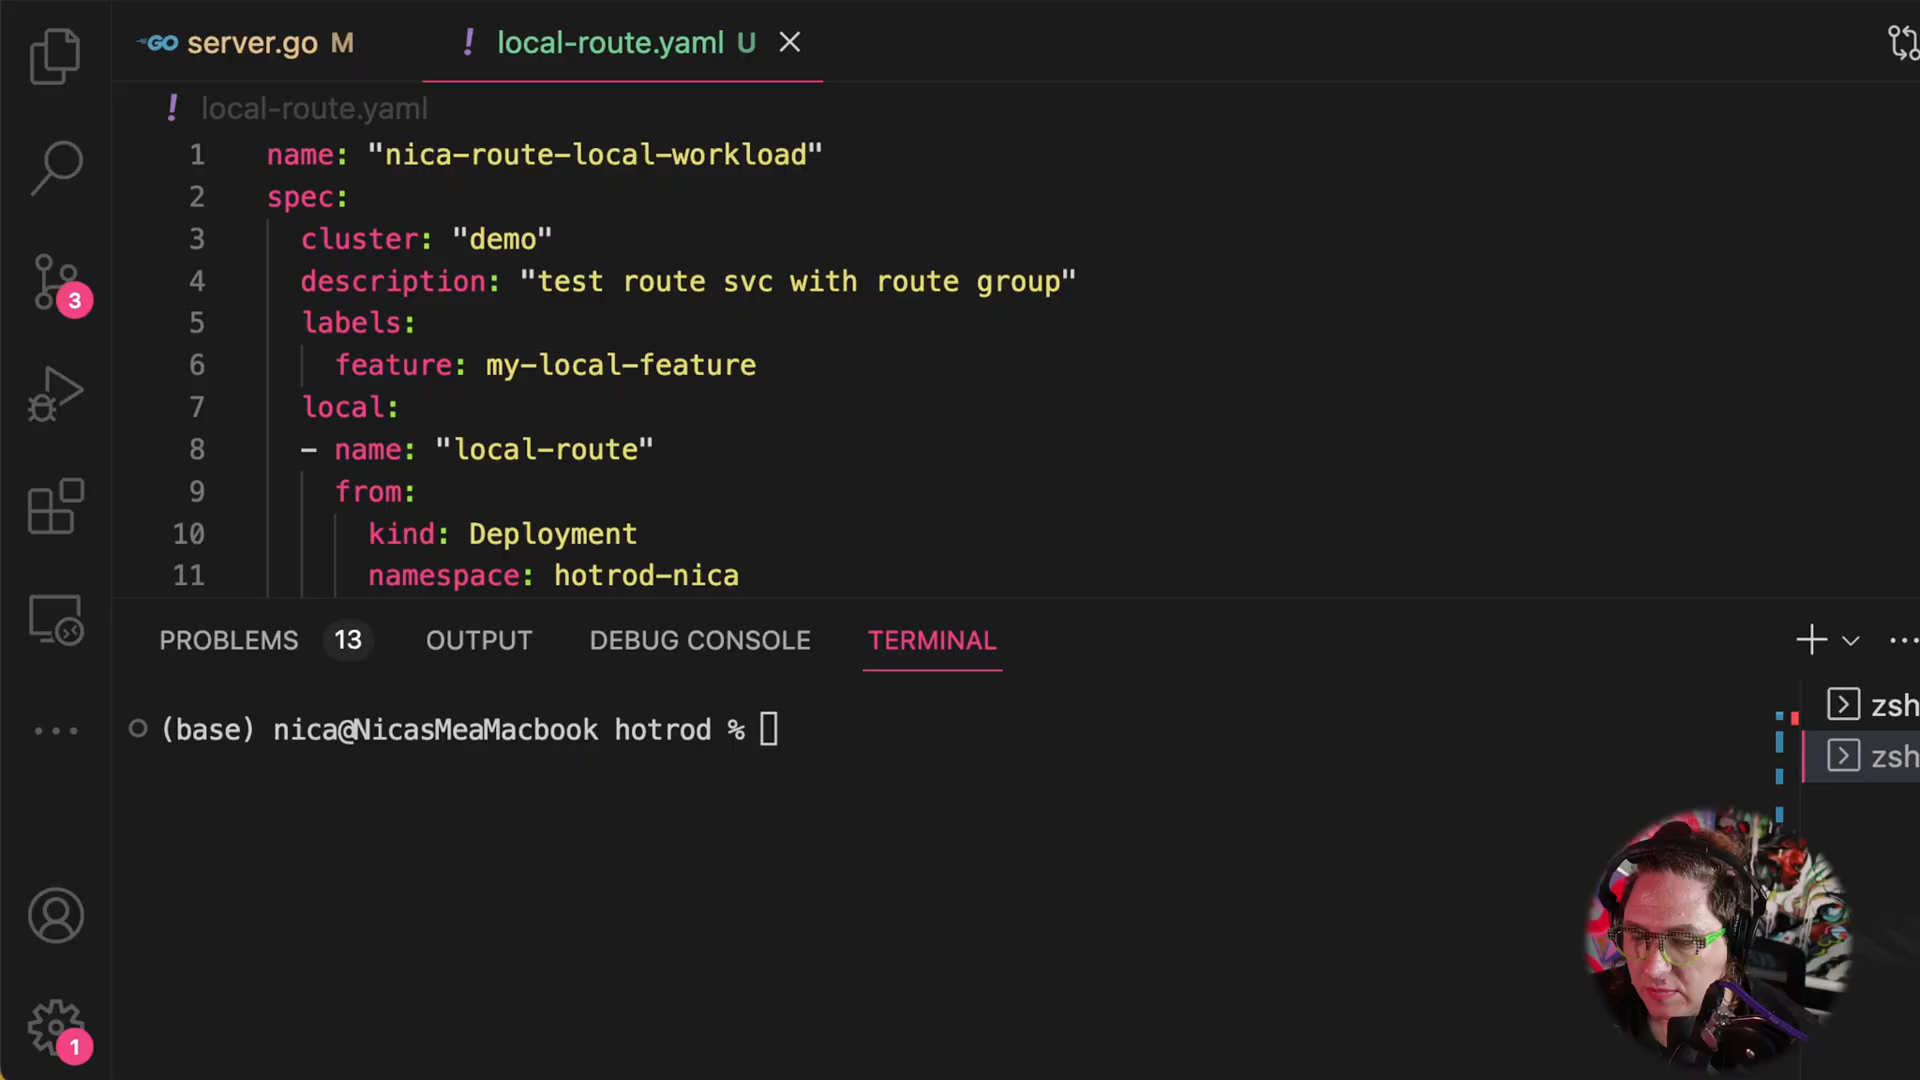 GO server.go M
! local-route.yaml U
! local-route.yaml
1 name: "nica-route-local-workload"
2 spec:
3 cluster: "demo"
4 description: "test route svc with route group"
5 labels:
6 feature: my-local-feature
7 local:
8 - name: "local-route"
9 from:
10 kind: Deployment
11 namespace: hotrod-nica
3
1
PROBLEMS 13 OUTPUT DEBUG CONSOLE TERMINAL
(base) nica@NicasMeaMacbook hotrod %
zsh
zsh